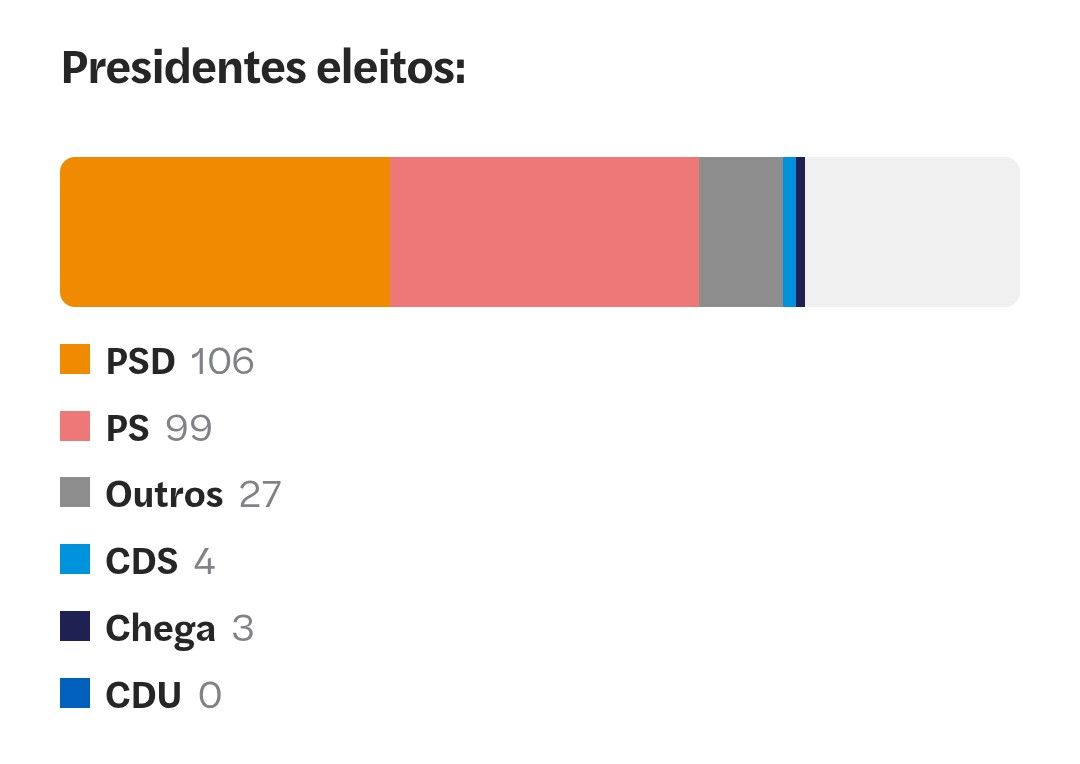 Presidentes eleitos:
PSD 106
PS 99
Outros 27
CDS 4
Chega 3
CDU 0